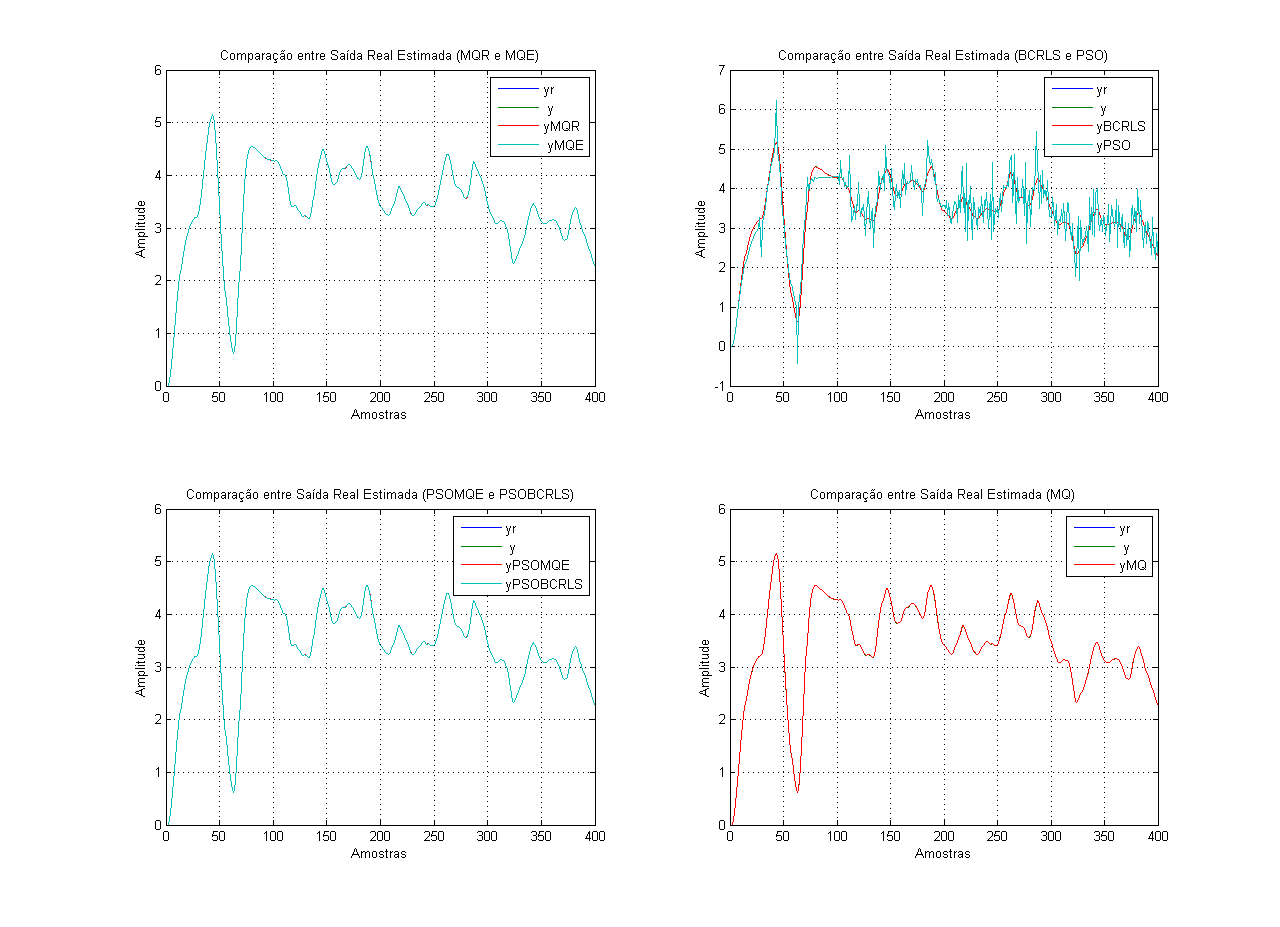 Comparação entre Saída Real Estimada (MQR e MQE)
6
5
4
3
2
1
0
Amplitude
0 50 100 150 200 250 300 350 400
Amostras
yr
y
yMQR
yMQE
Comparação entre Saída Real Estimada (BCRLS e PSO)
7
6
5
4
3
2
1
0
-1
Amplitude
0 50 100 150 200 250 300 350 400
Amostras
yr
y
yBCRLS
yPSO
Comparação entre Saída Real Estimada (PSOMQE e PSOBCRLS)
6
5
4
3
2
1
0
Amplitude
0 50 100 150 200 250 300 350 400
Amostras
yr
y
yPSOMQE
yPSOBCRLS
Comparação entre Saída Real Estimada (MQ)
6
5
4
3
2
1
0
Amplitude
0 50 100 150 200 250 300 350 400
Amostras
yr
y
yMQ